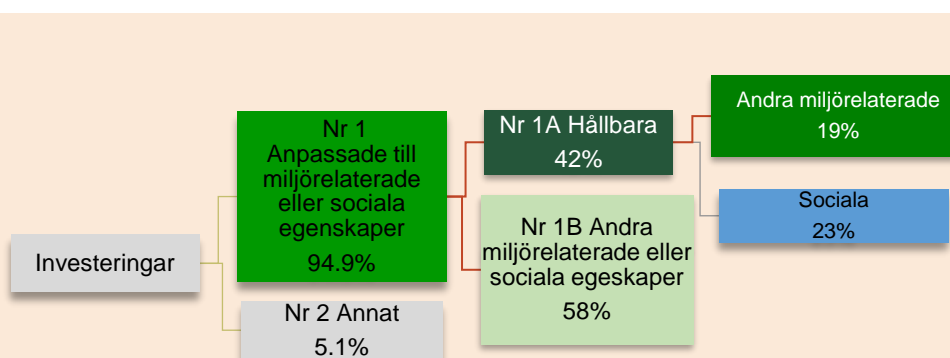 Investeringar
Nr 1
Anpassade till
miljörelaterade
eller sociala
egenskaper
94.9%
Nr 2 Annat
5.1%
Nr 1A Hållbara
42%
Nr 1B Andra
miljörelaterade eller
sociala egeskaper
58%
Andra miljörelaterade
19%
Sociala
23%